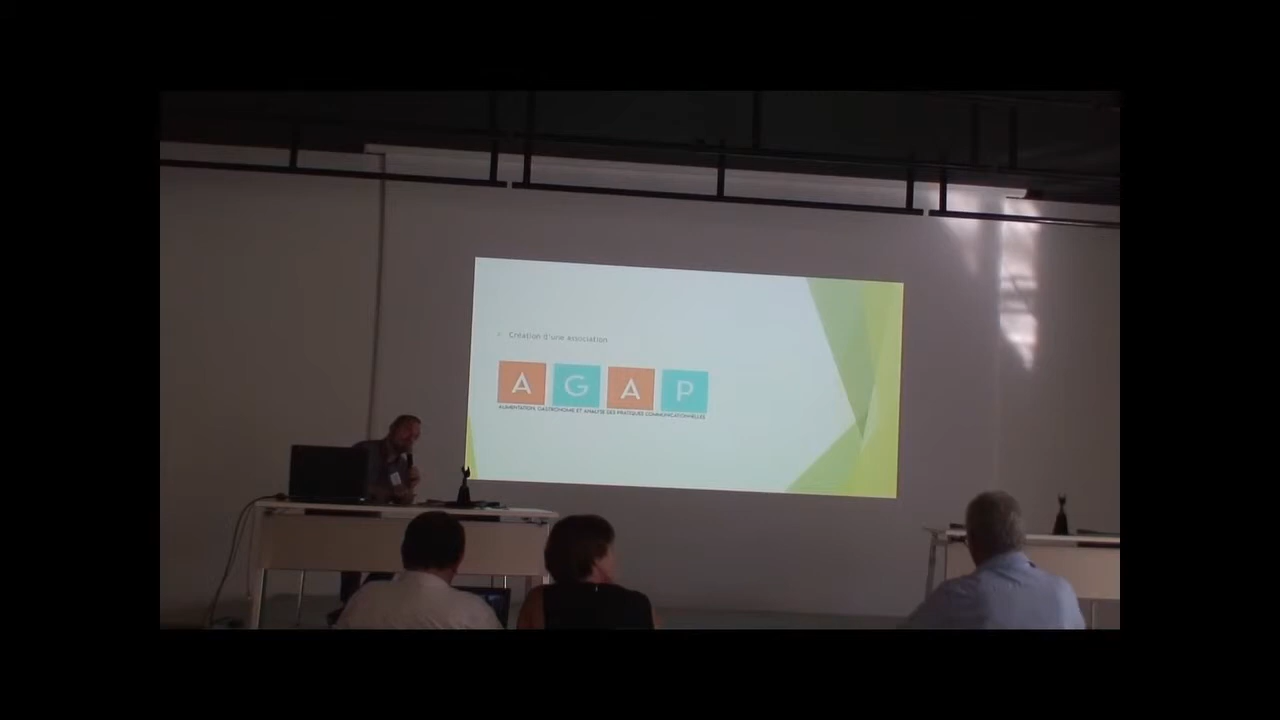 Création d'une Association
A G A P
ALIMENTATION, GASTRONOMIE ET ANALYSE DES PRATIQUES COMMUNICATIONNELLES